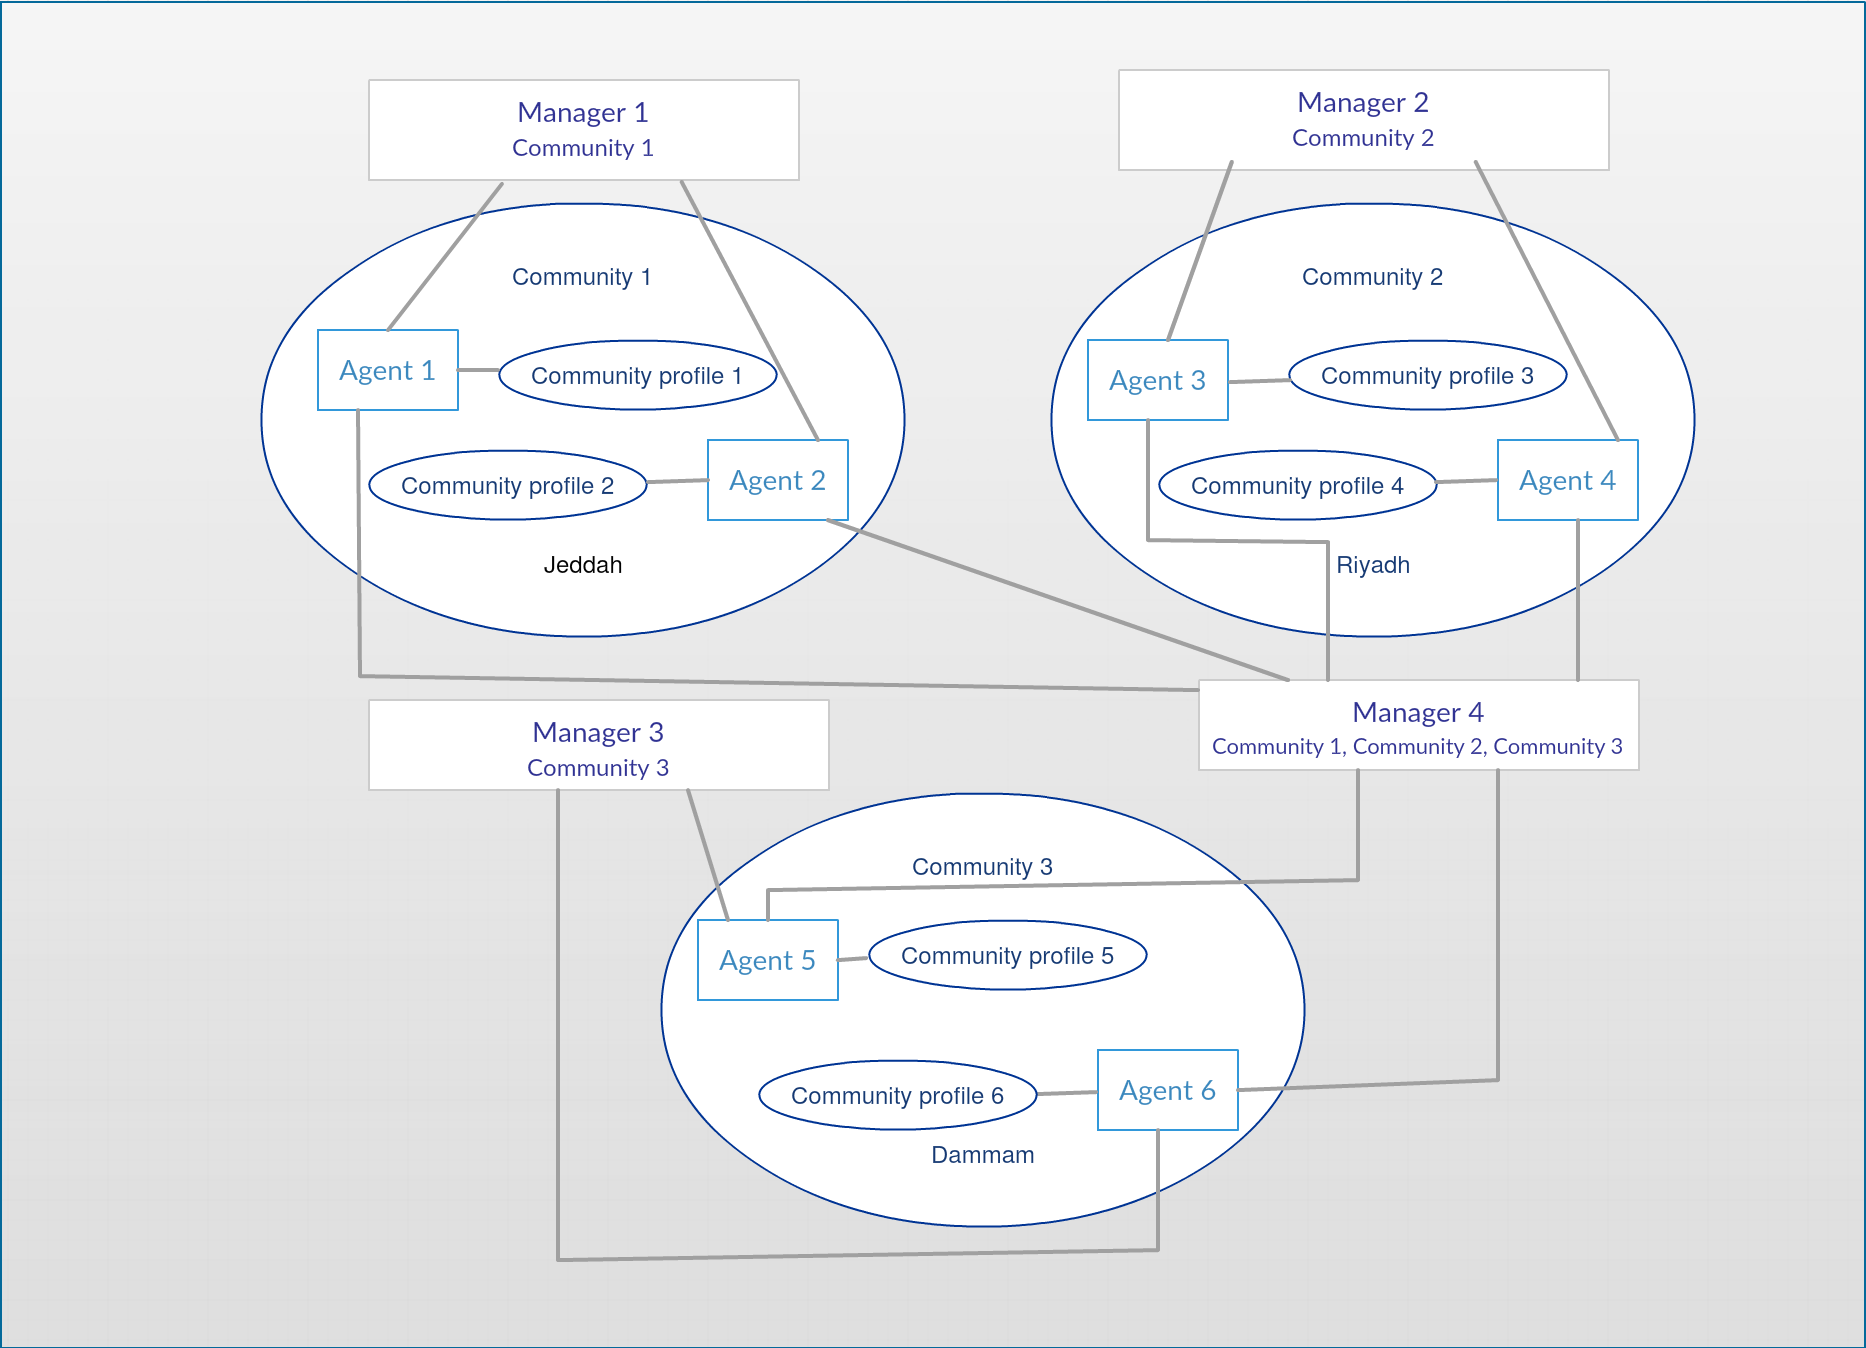 Manager 1
Community 1
Manager 2
Community 2
Community 1
Agent 1
Community profile 1
Community profile 2
Agent 2
Jeddah
Community 2
Agent 3
Community profile 3
Community profile 4
Agent 4
Riyadh
Manager 3
Community 3
Manager 4
Community 1, Community 2, Community 3
Community 3
Agent 5
Community profile 5
Community profile 6
Agent 6
Dammam